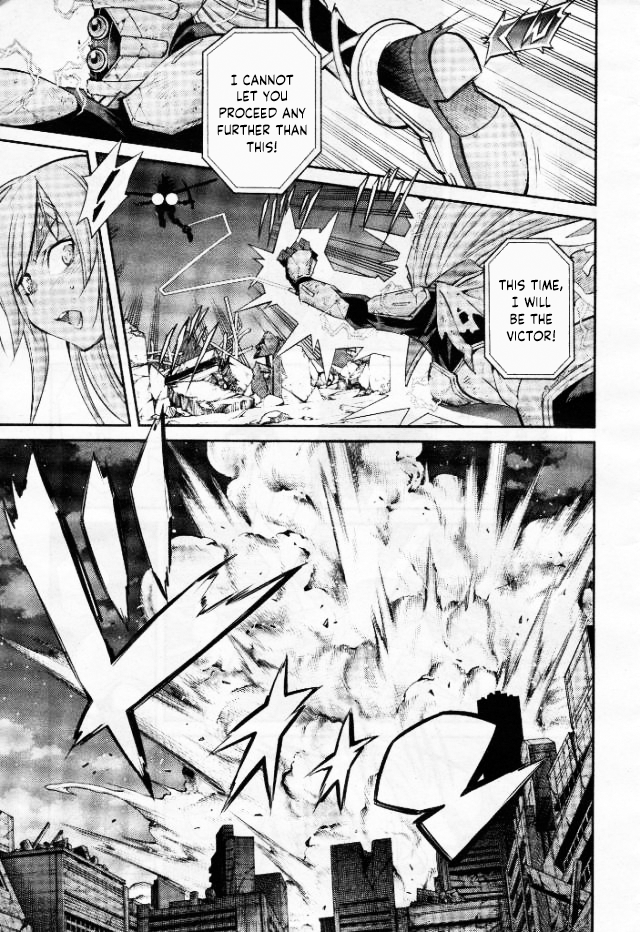 I CANNOT
LET YOU
PROCEED ANY
FURTHER THAN
THIS!
THIS TIME,
I WILL
BE THE
VICTOR!